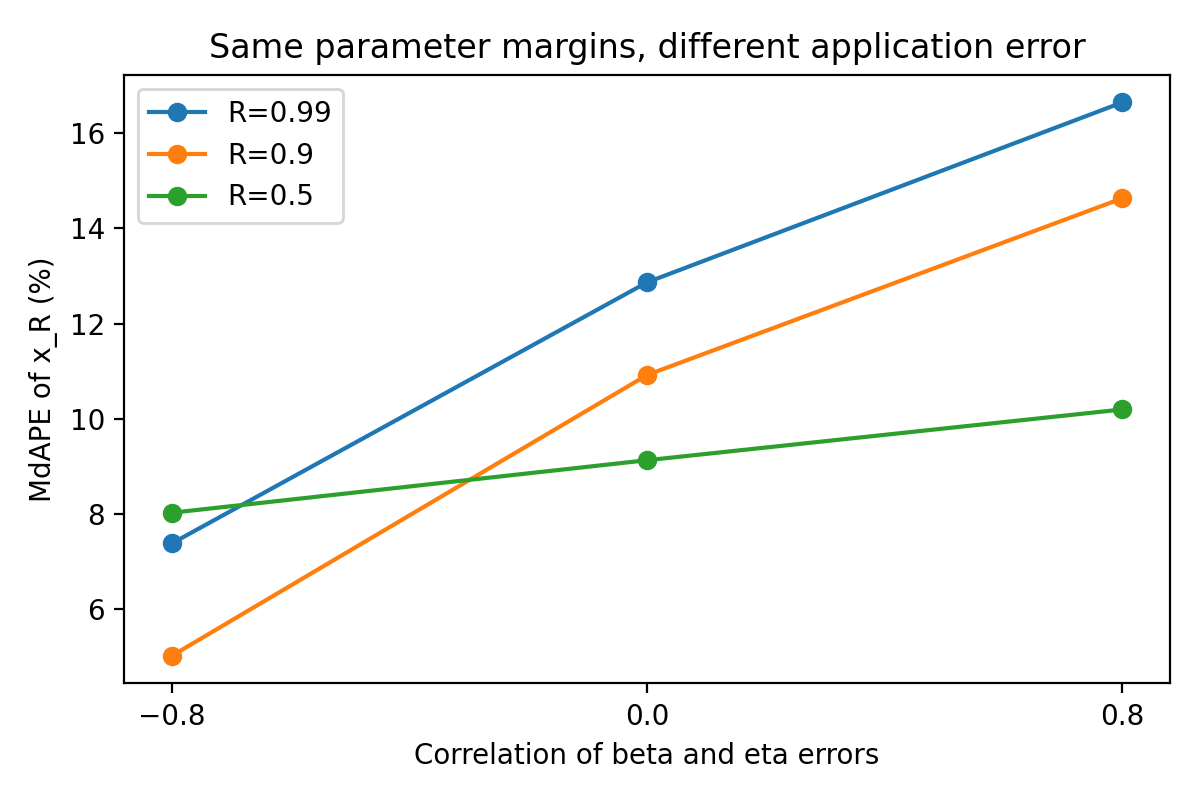 Same parameter margins, different application error
R=0.99
R=0.9
R=0.5
MdAPE of x_R (%)
16
14
12
10
8
6
−0.8
0.0
0.8
Correlation of beta and eta errors